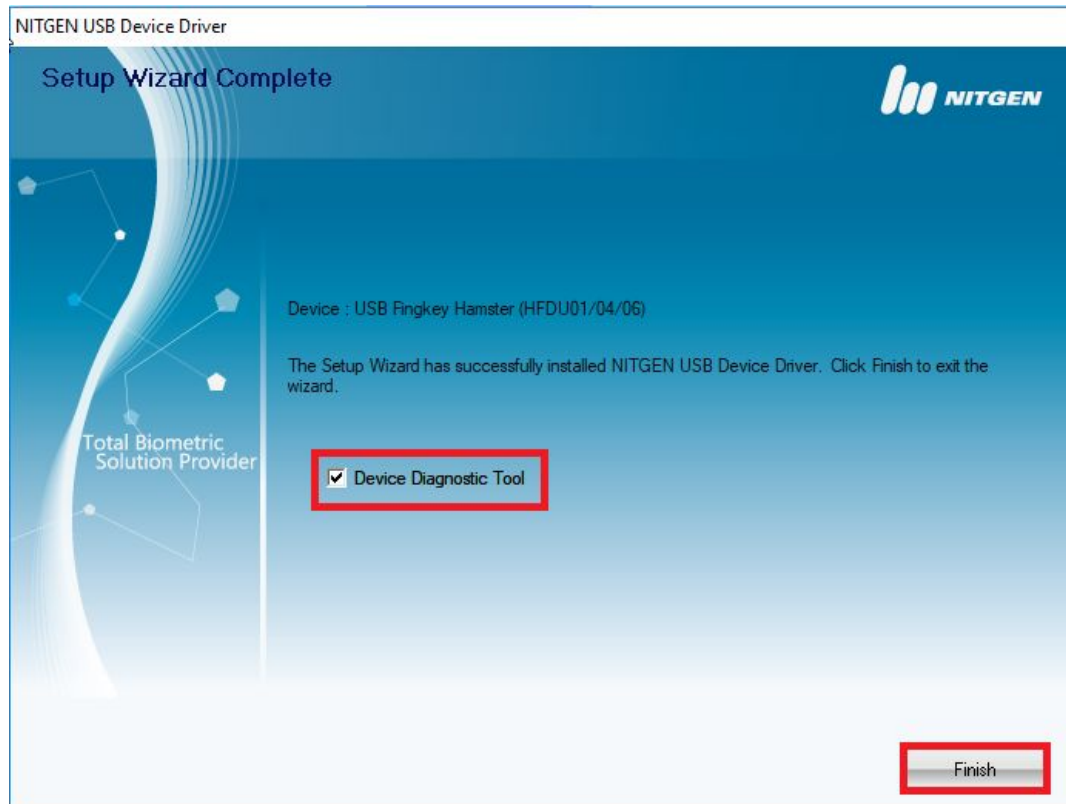 NITGEN USB Device Driver
Setup Wizard Complete
NITGEN
Device : USB Fingkey Hamster (HFDU01/04/06)
The Setup Wizard has successfully installed NITGEN USB Device Driver. Click Finish to exit the
wizard.
Total Biometric
Solution Provider
Device Diagnostic Tool
Finish